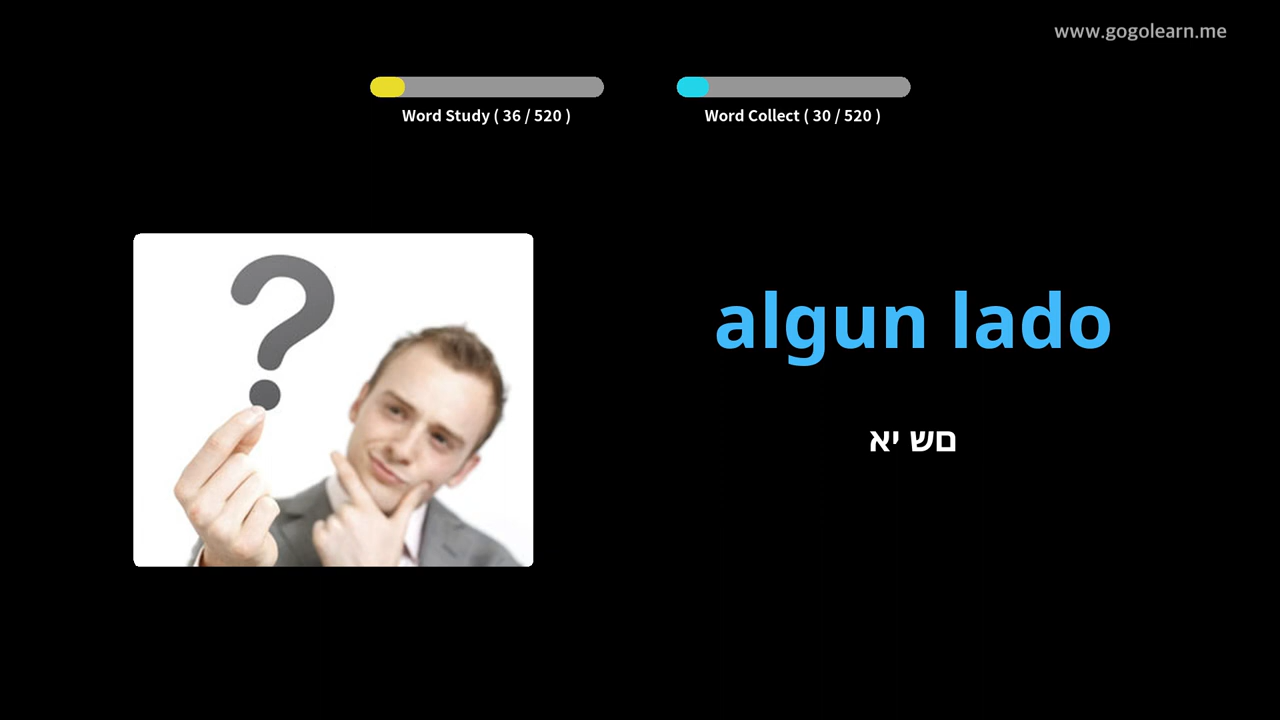 www.gogolearn.me
Word Study ( 36 / 520 )
Word Collect ( 30 / 520 )
algun lado
םש יא